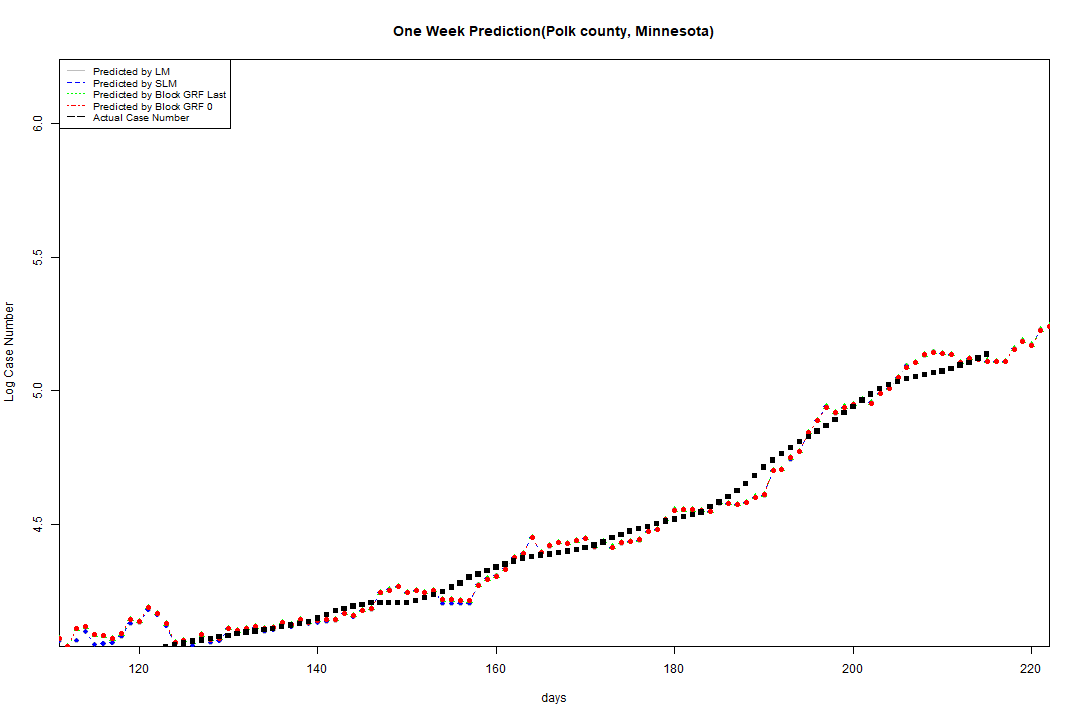 One Week Prediction(Polk county, Minnesota)
Predicted by LM
Predicted by SLM
Predicted by Block GRF Last
Predicted by Block GRF 0
Actual Case Number
6.0
5.5
5.0
4.5
Log Case Number
120 140 160 180 200 220
days